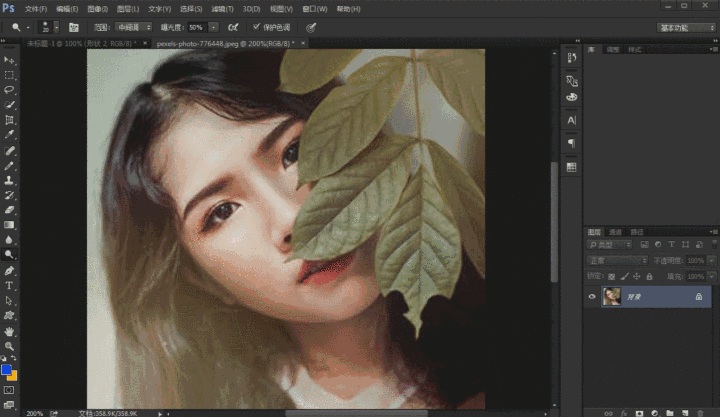 Ps 文件(F) 编辑(E) 图像(I) 图层(L) 文字(Y) 选择(S) 滤镜(T) 3D(D) 视图(V) 窗口(W) 帮助(H)
20 范围: 中间调 曝光度: 50% 保护色调 基本功能
未标题-1 @ 100% (形状 2, RGB/8) * × pexels-photo-776448.jpeg @ 200%(RGB/8) * ×
库 调整 样式
图层 通道 路径
类型
正常 不透明度: 100%
锁定: 填充: 100%
背景
200% 文档:358.9K/358.9K